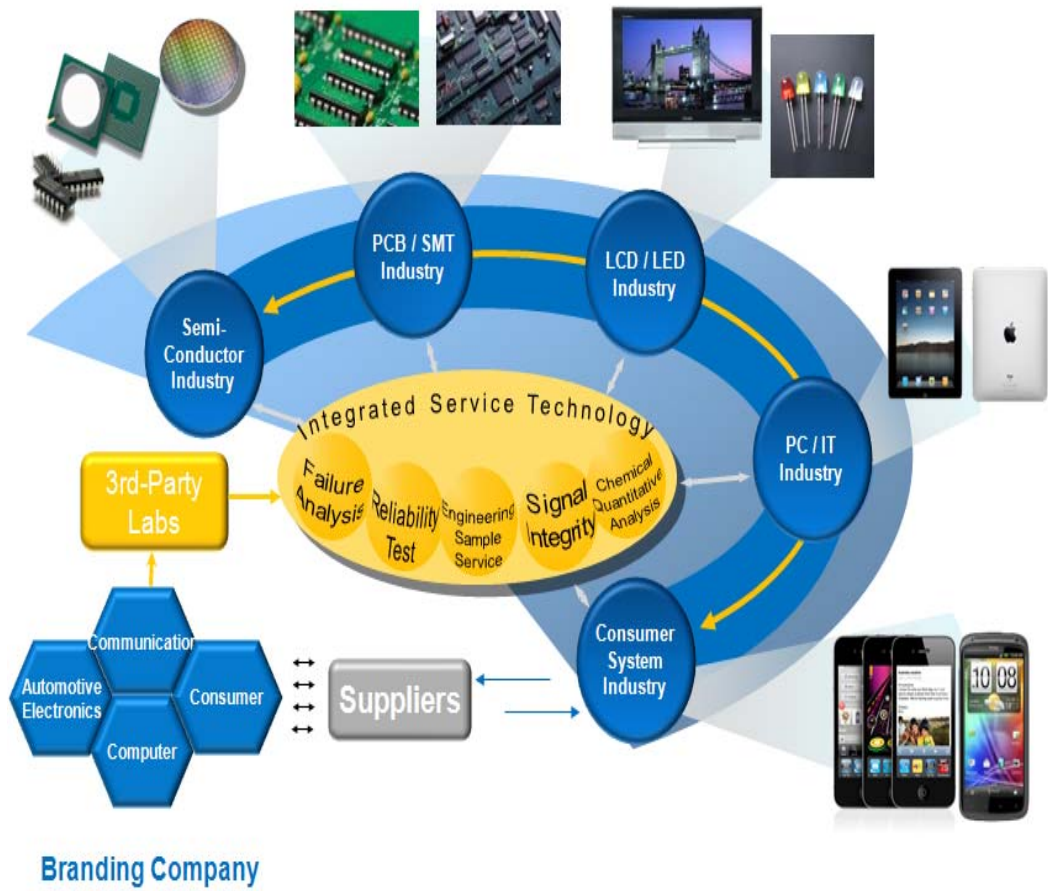 PCB / SMT
Industry
LCD / LED
Industry
Semi-
Conductor
Industry
PC / IT
Industry
Integrated Service Technology
Failure
Analysis
Reliability
Test
Engineering
Sample
Service
Signal
Integrity
Chemical
Quantitative
Analysis
3rd-Party
Labs
Consumer
System
Industry
Communication
Automotive
Electronics
Consumer
Computer
Suppliers
10 08
Branding Company